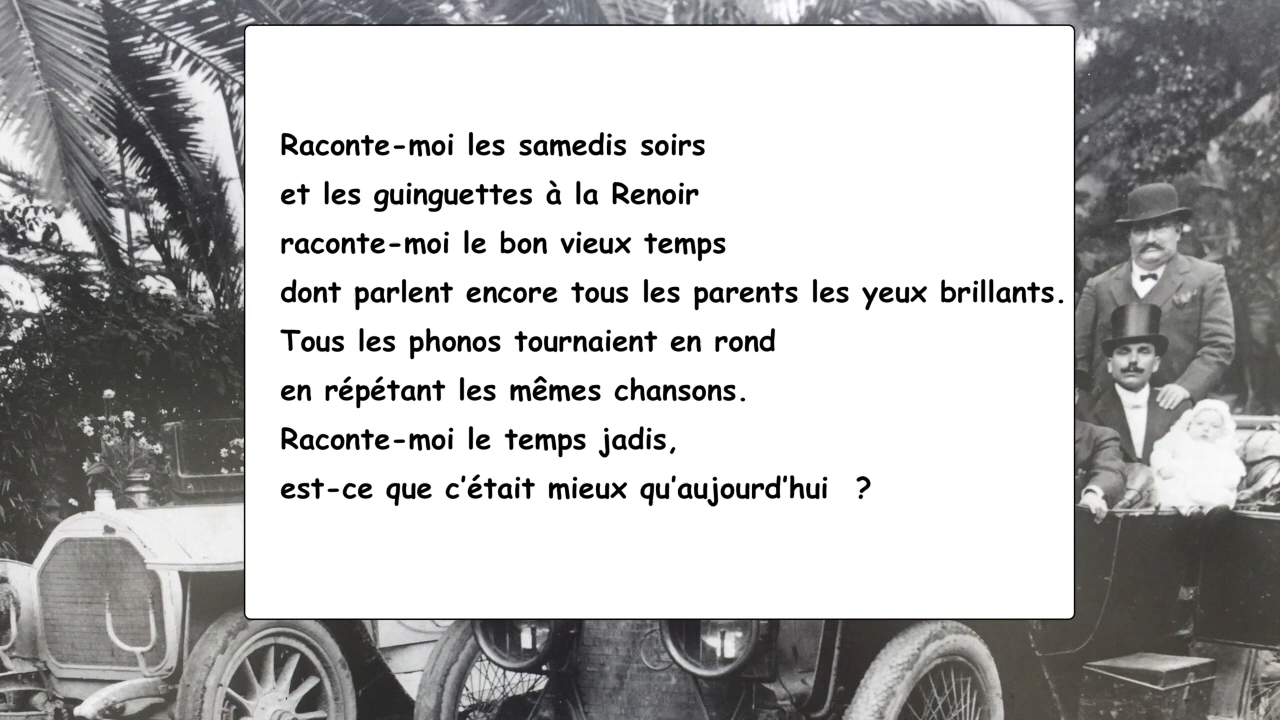 Raconte-moi les samedis soirs
et les guinguettes à la Renoir
raconte-moi le bon vieux temps
dont parlent encore tous les parents les yeux brillants.
Tous les phonos tournaient en rond
en répétant les mêmes chansons.
Raconte-moi le temps jadis,
est-ce que c’était mieux qu’aujourd’hui  ?